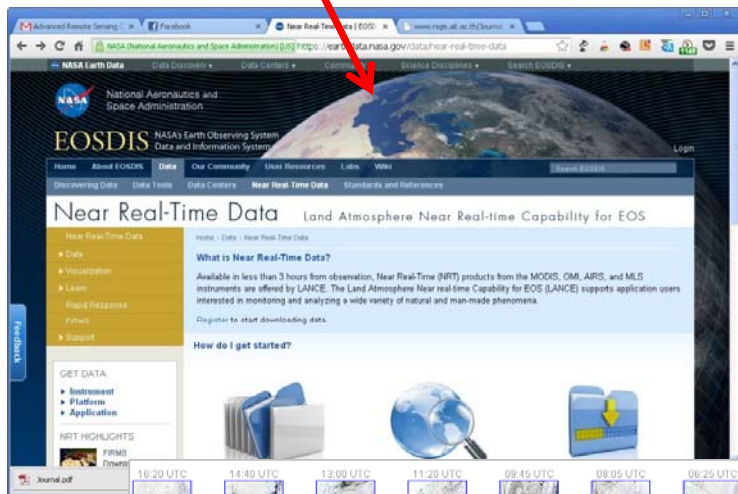 Advanced Remote Sensing
Facebook
Near Real-Time Data | EOS
www.rsgis.ait.ac.th/Journal
NASA (National Aeronautics and Space Administration) [US] https://earthdata.nasa.gov/data/near-real-time-data
NASA Earth Data Data Discovery Data Centers Science Disciplines Search EOSDIS
NASA
National Aeronautics and
Space Administration
EOSDIS NASA's Earth Observing System
Data and Information System
Login
Home About EOSDIS Data Our Community User Resources Labs Wiki Search EOSDIS
Discovering Data Data Tools Data Centers Near Real-Time Data Standards and References
Near Real-Time Data Land Atmosphere Near Real-time Capability for EOS
Near Real-Time Data
Data
Visualization
Learn
Rapid Response
FIRMS
Support
Home › Data › Near Real-Time Data
What is Near Real-Time Data?
Available in less than 3 hours from observation, Near Real-Time (NRT) products from the MODIS, OMI, AIRS, and MLS
instruments are offered by LANCE. The Land Atmosphere Near real-time Capability for EOS (LANCE) supports application users
interested in monitoring and analyzing a wide variety of natural and man-made phenomena.
Register to start downloading data.
How do I get started?
Feedback
GET DATA
Instrument
Platform
Application
NRT HIGHLIGHTS
FIRMS
Journal.pdf
16:20 UTC 14:40 UTC 13:00 UTC 11:20 UTC 09:45 UTC 08:05 UTC 06:25 UTC